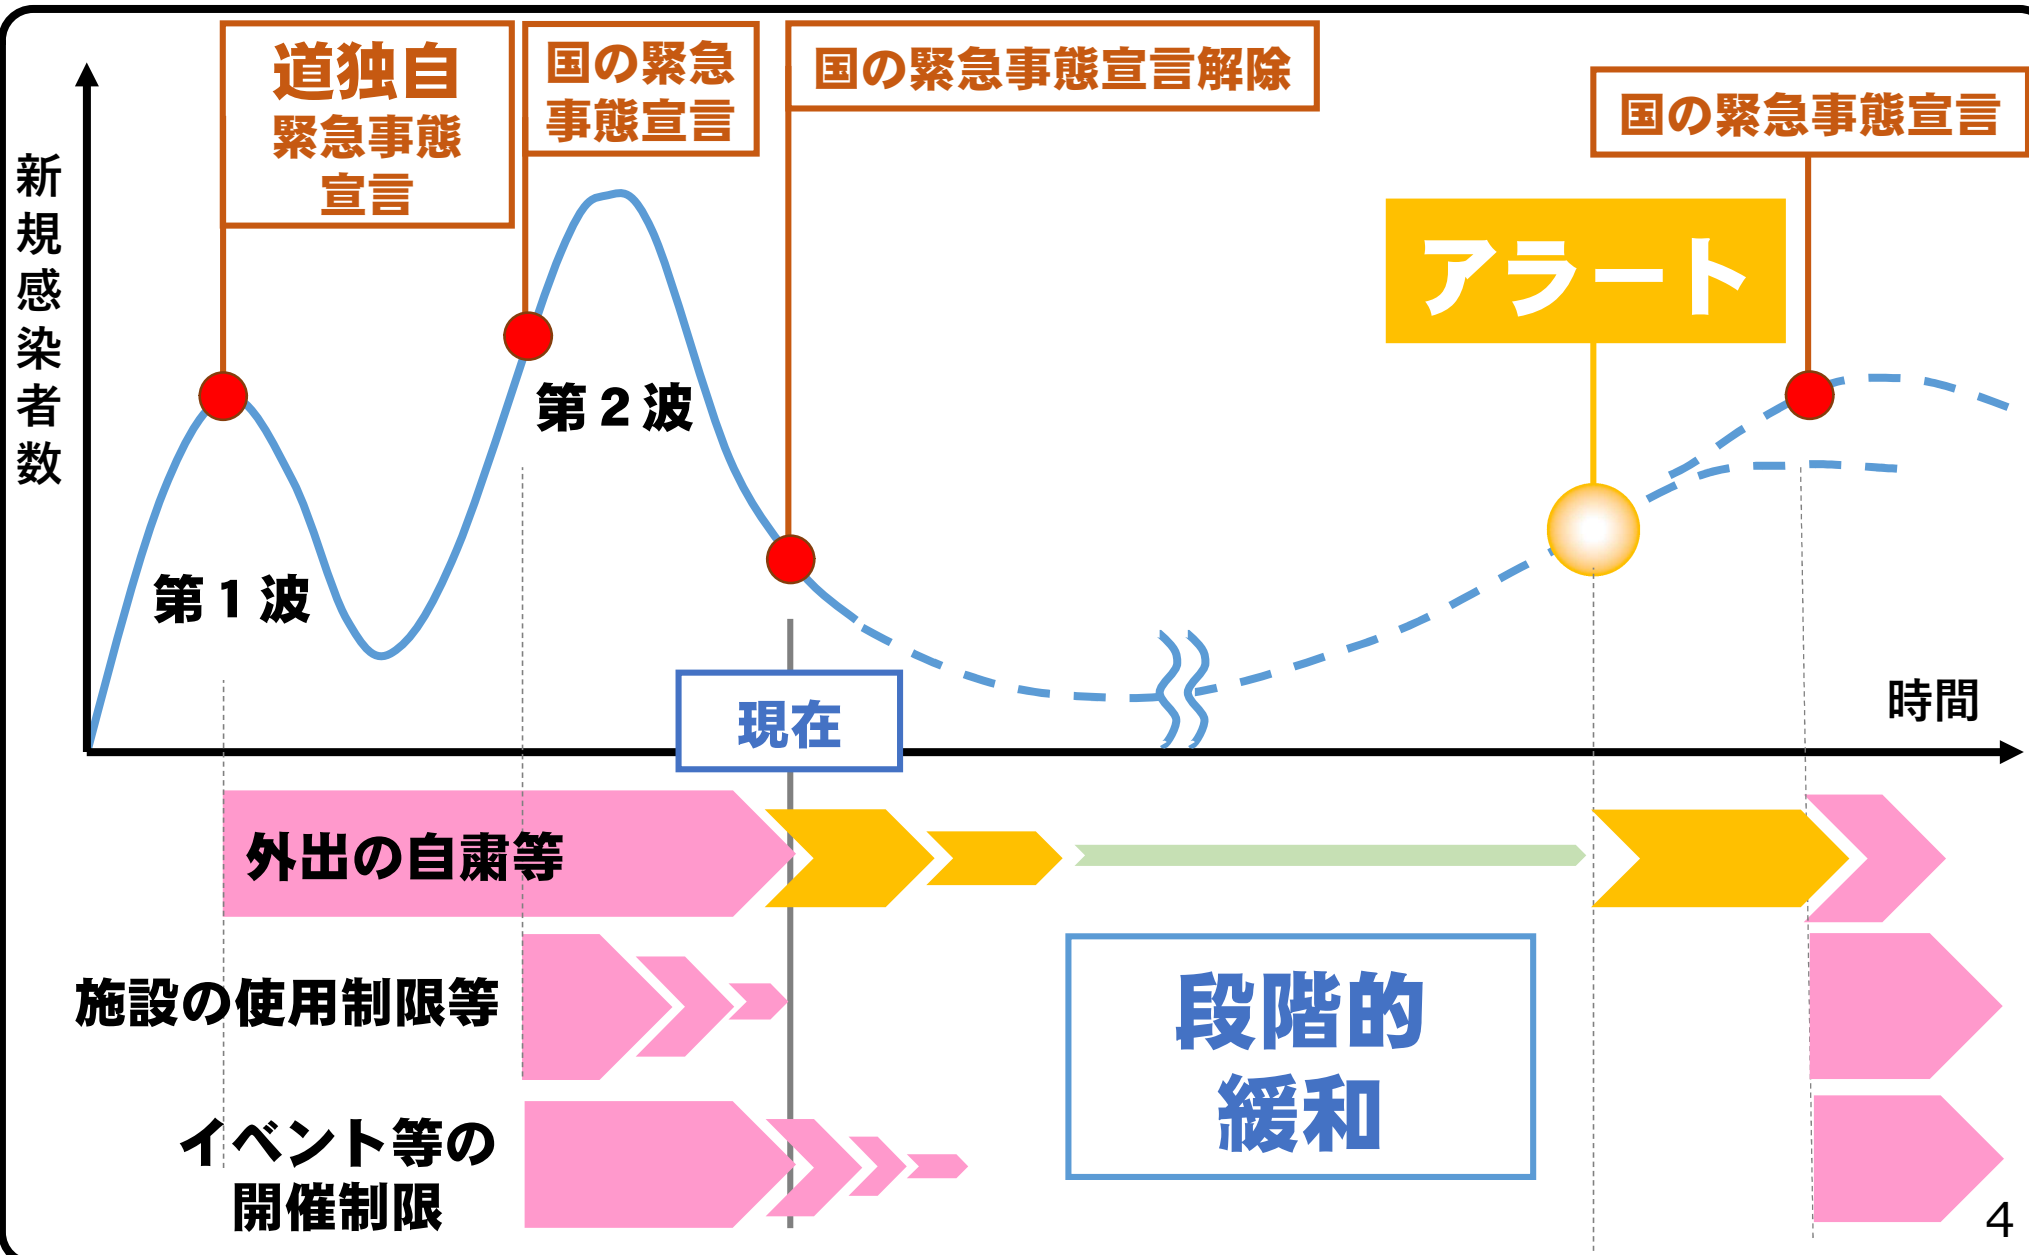 道独自
緊急事態
宣言
国の緊急
事態宣言
国の緊急事態宣言解除
国の緊急事態宣言
アラート
新規感染者数
第２波
第１波
現在
時間
外出の自粛等
施設の使用制限等
イベント等の
開催制限
段階的
緩和
4